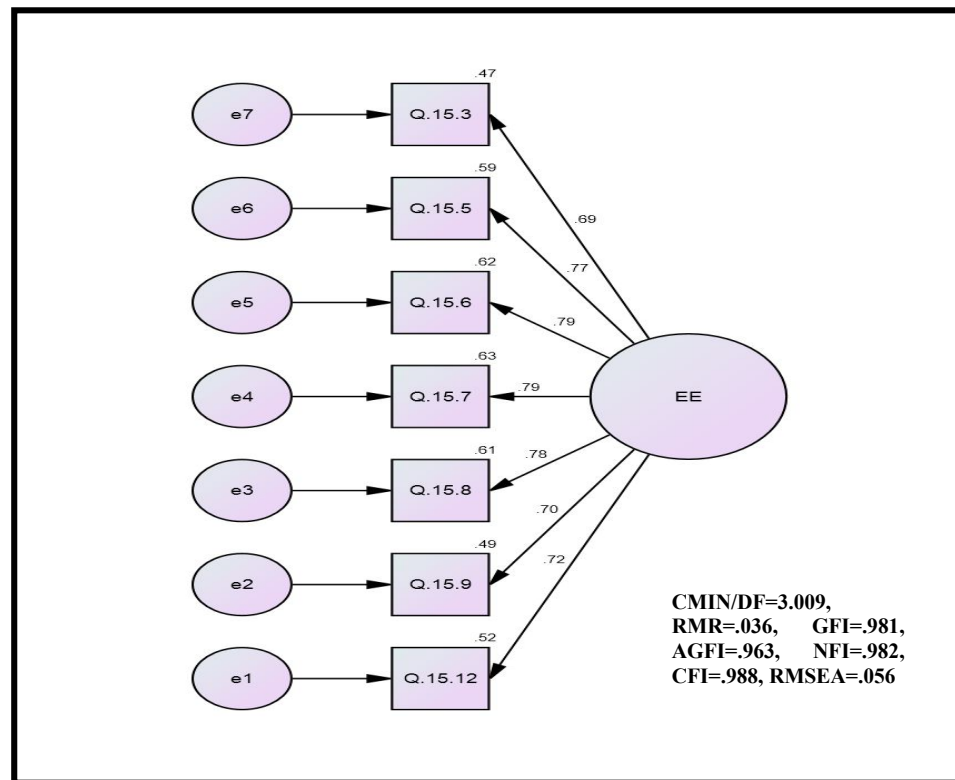 .47
e7
Q.15.3
.59
e6
Q.15.5
.69
.62
.77
e5
Q.15.6
.79
.63
e4
Q.15.7
.79
EE
.61
.78
e3
Q.15.8
.70
.49
.72
e2
Q.15.9
CMIN/DF=3.009,
RMR=.036, GFI=.981,
.52
AGFI=.963, NFI=.982,
e1
Q.15.12
CFI=.988, RMSEA=.056